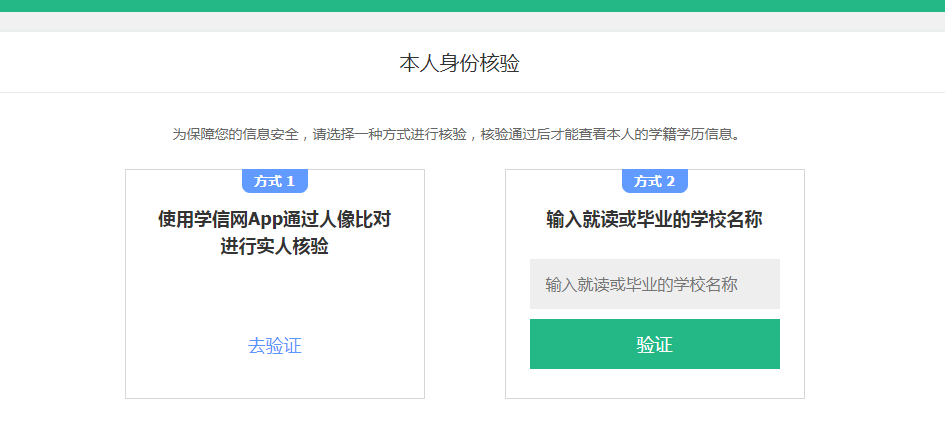 本人身份核验
为保障您的信息安全，请选择一种方式进行核验，核验通过后才能查看本人的学籍学历信息。
方式 1
使用学信网App通过人像比对
进行实人核验
去验证
方式 2
输入就读或毕业的学校名称
输入就读或毕业的学校名称
验证